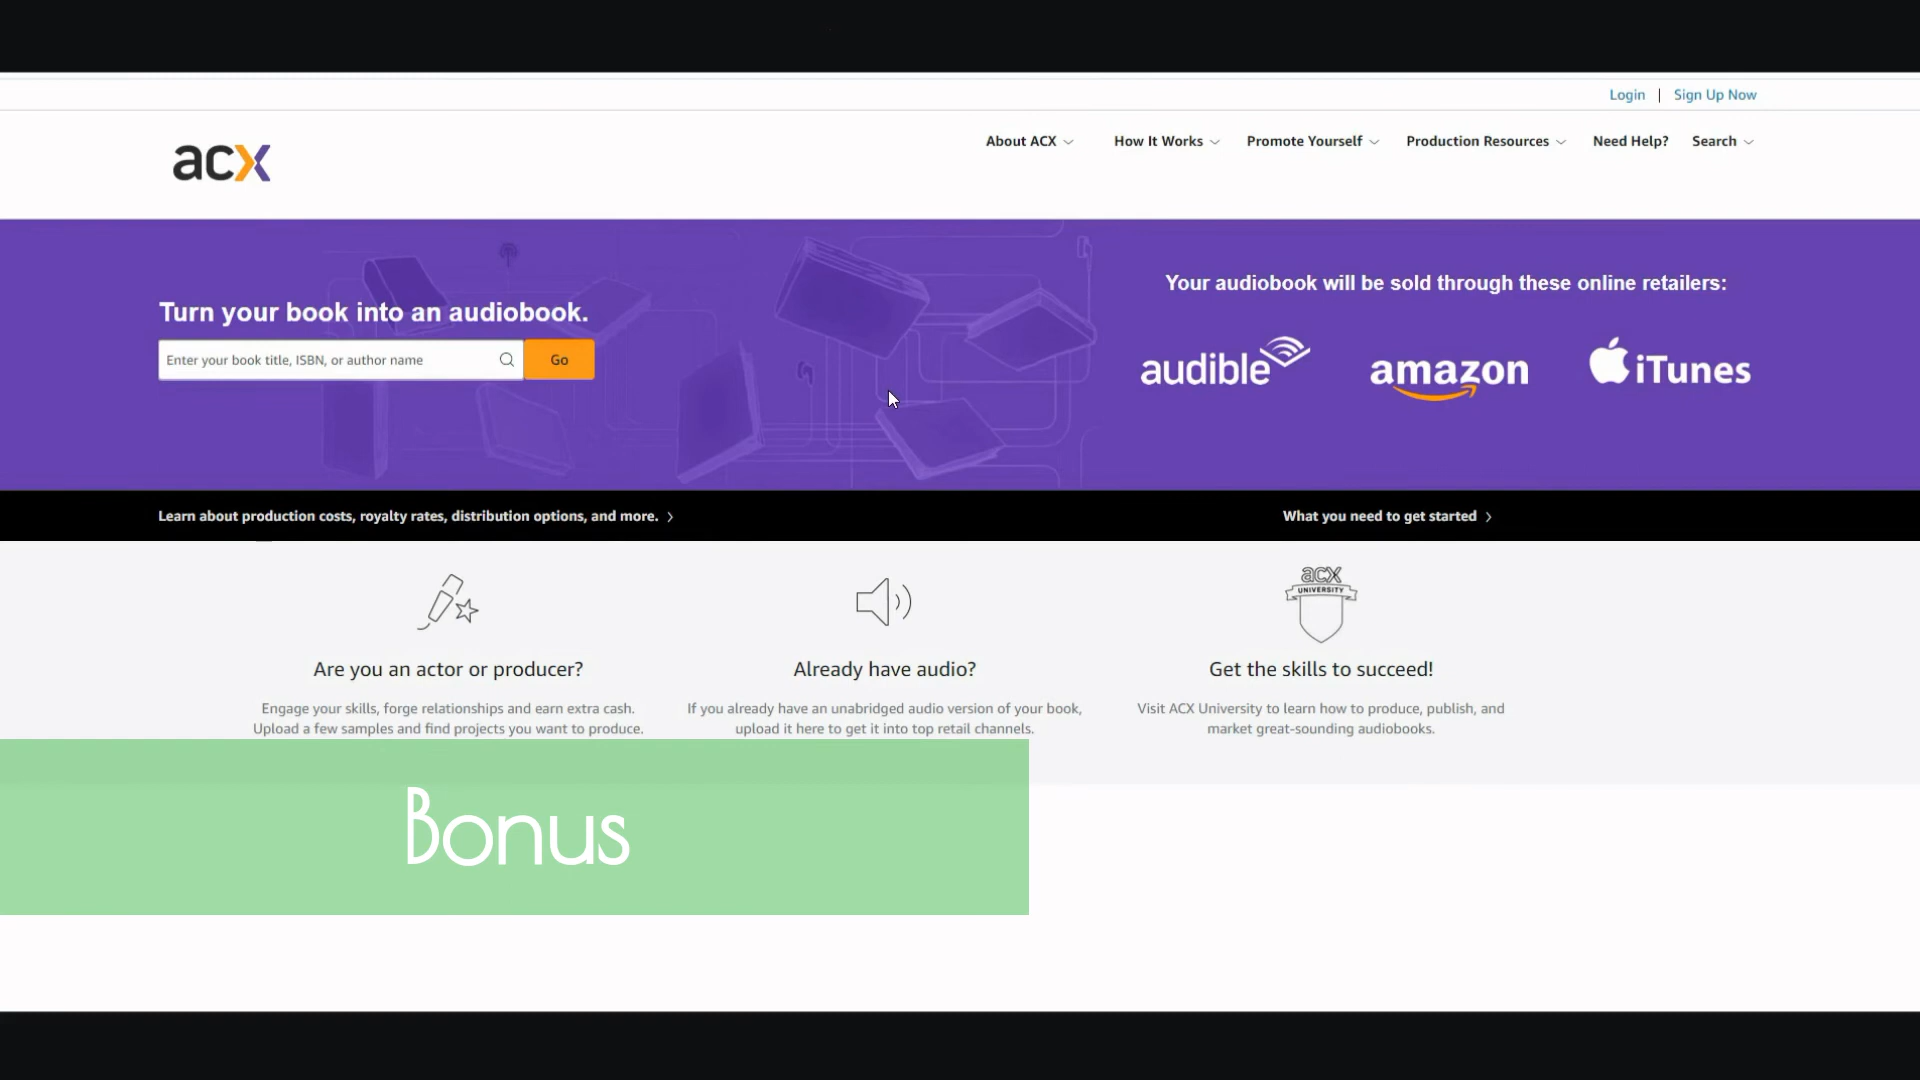 Login | Sign Up Now
acx
About ACX How It Works Promote Yourself Production Resources Need Help? Search
Turn your book into an audiobook.
Enter your book title, ISBN, or author name Go
Your audiobook will be sold through these online retailers:
audible amazon iTunes
Learn about production costs, royalty rates, distribution options, and more. >
What you need to get started >
Are you an actor or producer?
Engage your skills, forge relationships and earn extra cash.
Upload a few samples and find projects you want to produce.
Already have audio?
If you already have an unabridged audio version of your book,
upload it here to get it into top retail channels.
acx
UNIVERSITY
Get the skills to succeed!
Visit ACX University to learn how to produce, publish, and
market great-sounding audiobooks.
Bonus